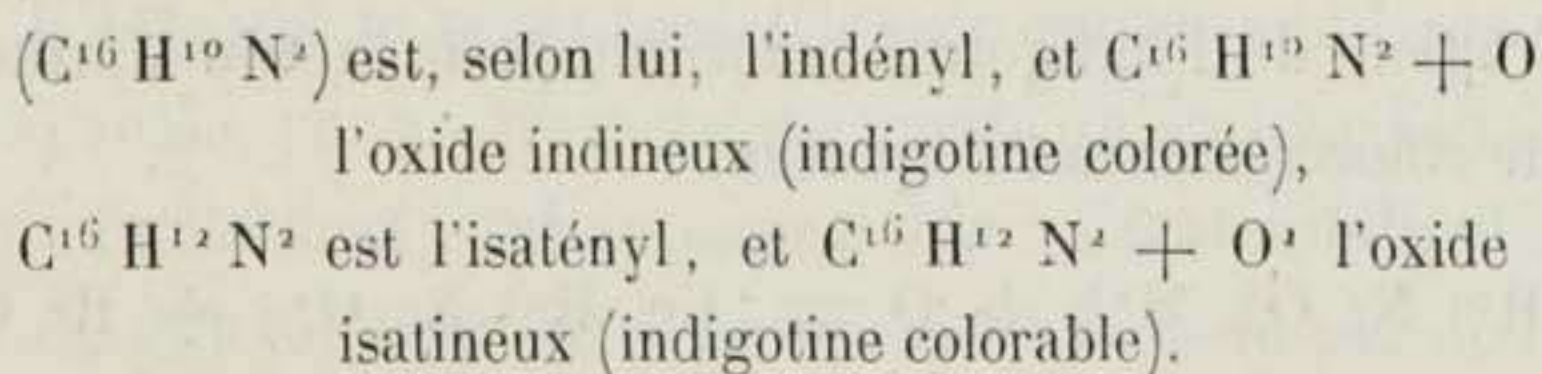 (C¹⁶ H¹⁰ N²) est, selon lui, l'indényl, et C¹⁶ H¹⁰ N² + O
l'oxide indineux (indigotine colorée),
C¹⁶ H¹² N² est l'isatényl, et C¹⁶ H¹² N² + O² l'oxide
isatineux (indigotine colorable).